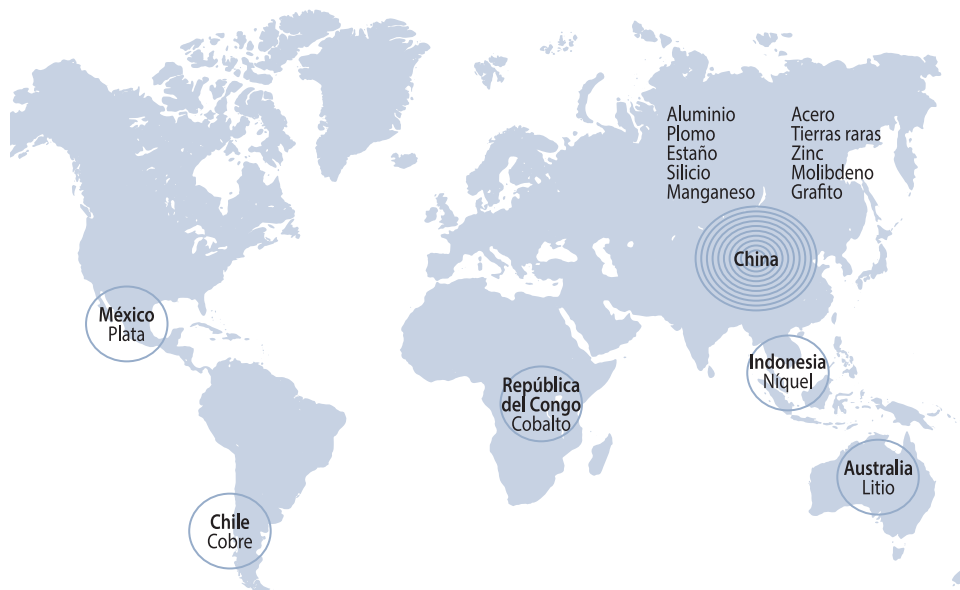 Aluminio
Plomo
Estaño
Silicio
Manganeso
Acero
Tierras raras
Zinc
Molibdeno
Grafito
China
México
Plata
Indonesia
Níquel
República
del Congo
Cobalto
Australia
Litio
Chile
Cobre